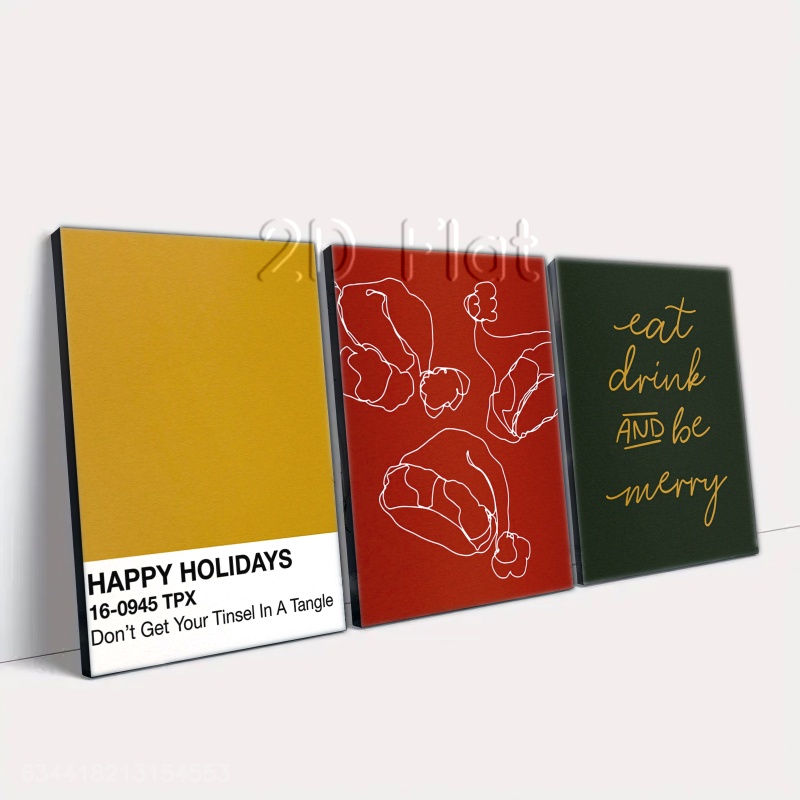 2D Flat
HAPPY HOLIDAYS
16-0945 TPX
Don't Get Your Tinsel In A Tangle
eat
drink
AND be
merry
634418213154553